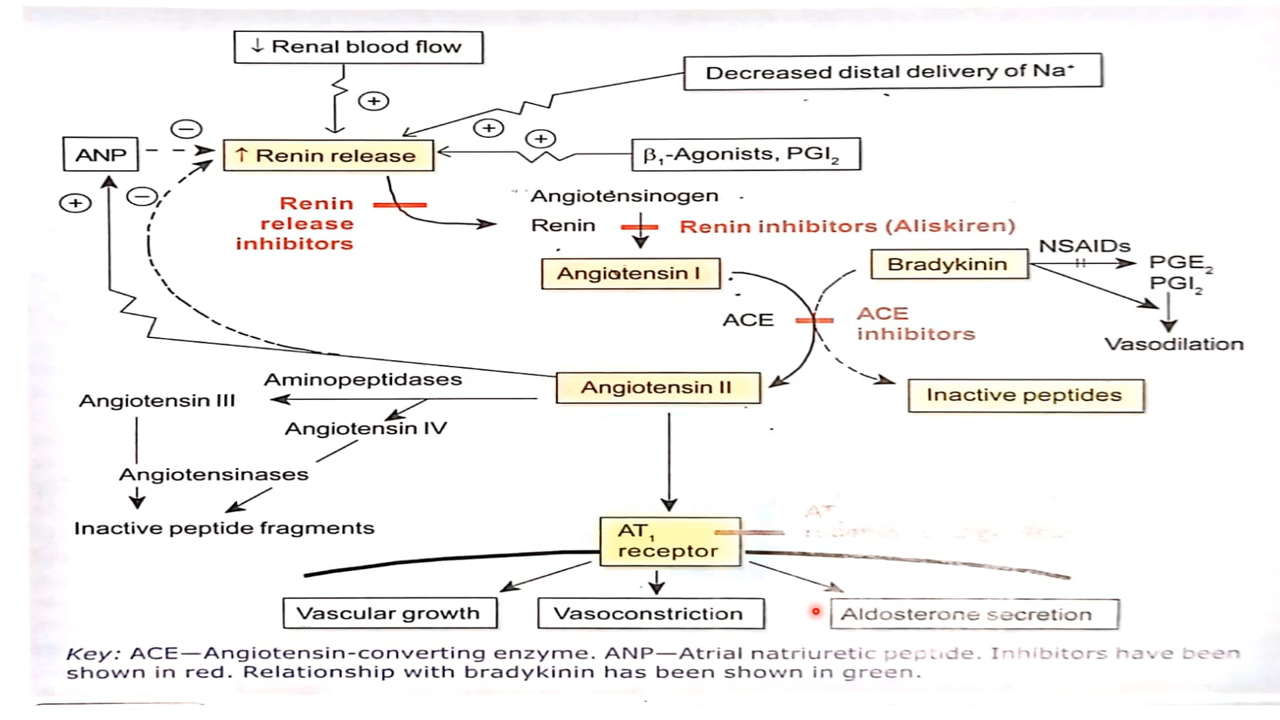 ↓ Renal blood flow
Decreased distal delivery of Na⁺
+
−
+
+
ANP
↑ Renin release
β₁-Agonists, PGI₂
+
−
Renin
release
inhibitors
Angiotensinogen
Renin
Renin inhibitors (Aliskiren)
Angiotensin I
Bradykinin
NSAIDs
PGE₂
PGI₂
ACE
ACE
inhibitors
Vasodilation
Aminopeptidases
Angiotensin II
Inactive peptides
Angiotensin III
Angiotensin IV
Angiotensinases
Inactive peptide fragments
AT₁
receptor
AT
Vascular growth
Vasoconstriction
Aldosterone secretion
Key: ACE—Angiotensin-converting enzyme. ANP—Atrial natriuretic peptide. Inhibitors have been
shown in red. Relationship with bradykinin has been shown in green.